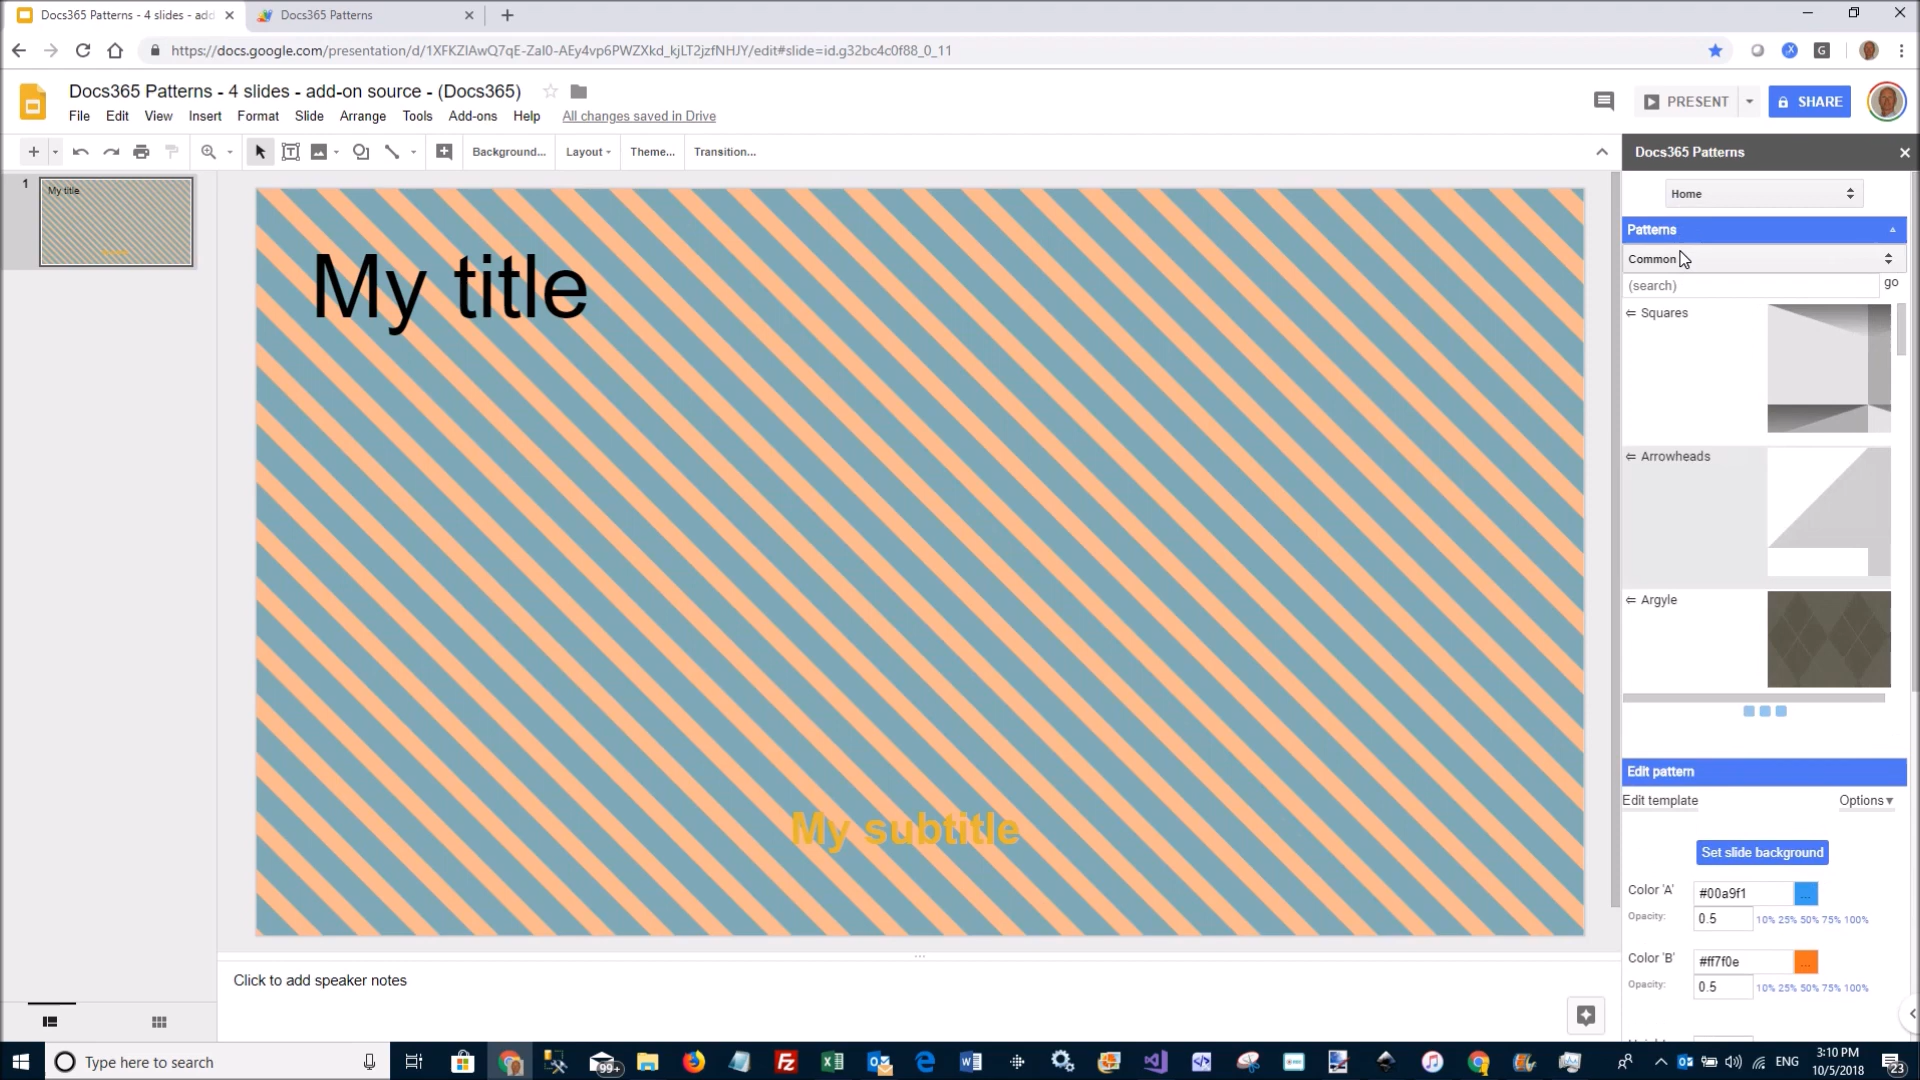 Docs365 Patterns - 4 slides - add
Docs365 Patterns
https://docs.google.com/presentation/d/1XFKZlAwQ7qE-Zal0-AEy4vp6PWZXkd_kjLT2jzfNHJY/edit#slide=id.g32bc4c0f88_0_11
Docs365 Patterns - 4 slides - add-on source - (Docs365)
PRESENT
SHARE
File Edit View Insert Format Slide Arrange Tools Add-ons Help All changes saved in Drive
Background... Layout Theme... Transition...
Docs365 Patterns
1
My title
Home
Patterns
Common
(search) go
My title
Squares
Arrowheads
Argyle
Edit pattern
Edit template Options
My subtitle
Set slide background
Color 'A' #00a9f1 ...
Opacity: 0.5 10% 25% 50% 75% 100%
Color 'B' #ff7f0e ...
Opacity: 0.5 10% 25% 50% 75% 100%
Click to add speaker notes
Type here to search
99+
ENG
3:10 PM
10/5/2018
23